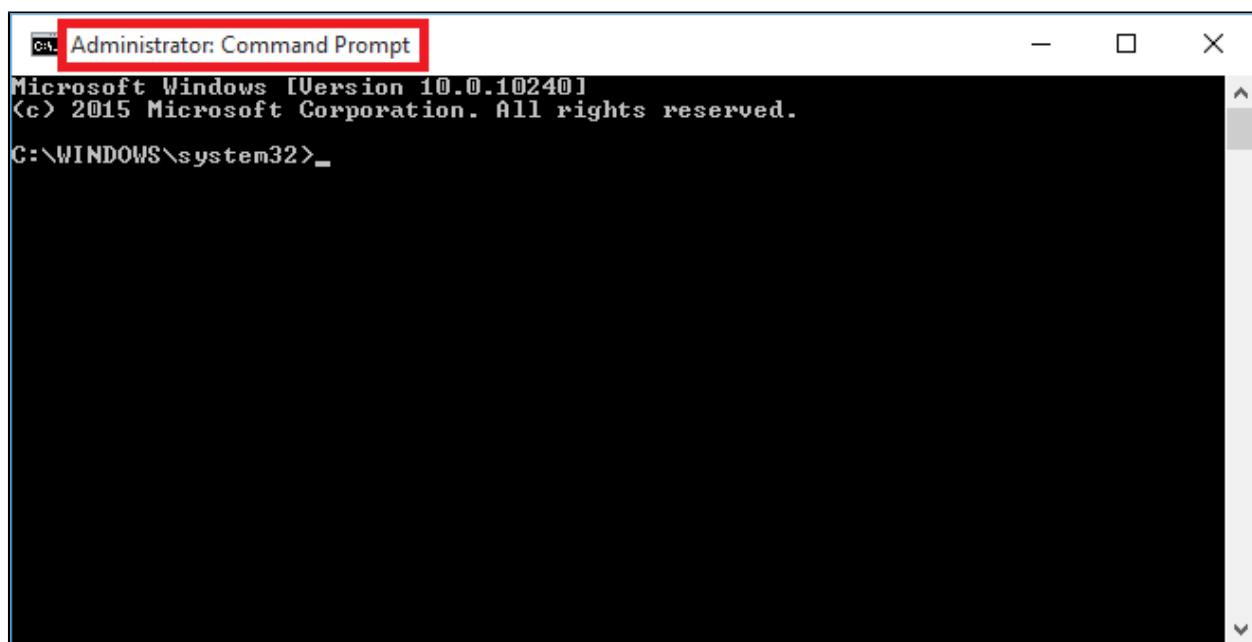 Administrator: Command Prompt
Microsoft Windows [Version 10.0.10240]
(c) 2015 Microsoft Corporation. All rights reserved.
C:\WINDOWS\system32>_